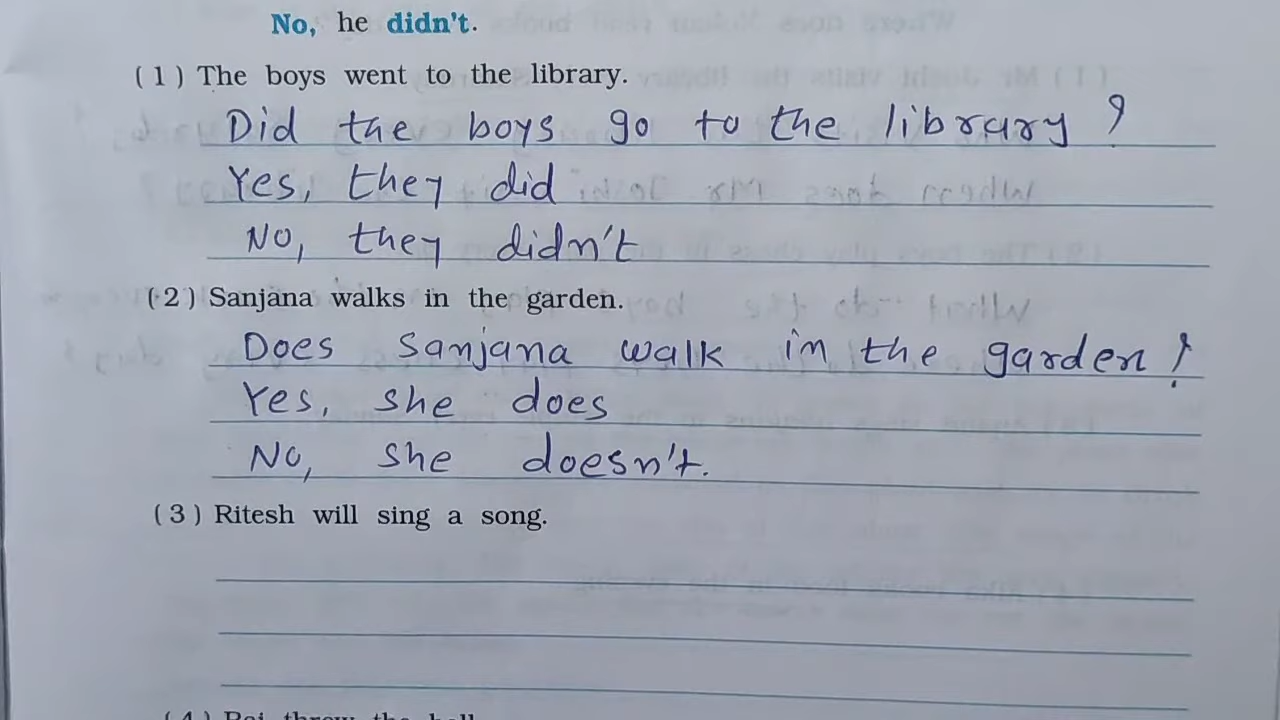 No, he didn't.
(1) The boys went to the library.
Did the boys go to the library ?
Yes, they did
No, they didn't
(2) Sanjana walks in the garden.
Does Sanjana walk in the garden ?
Yes, she does
No, she doesn't.
(3) Ritesh will sing a song.